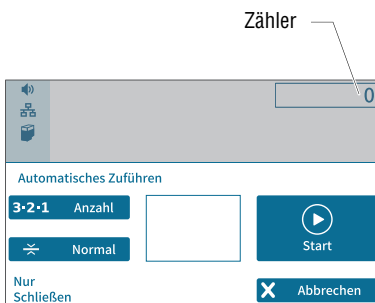 Zähler
0
Automatisches Zuführen
3·2·1 Anzahl
Normal
Start
Nur
Schließen
Abbrechen